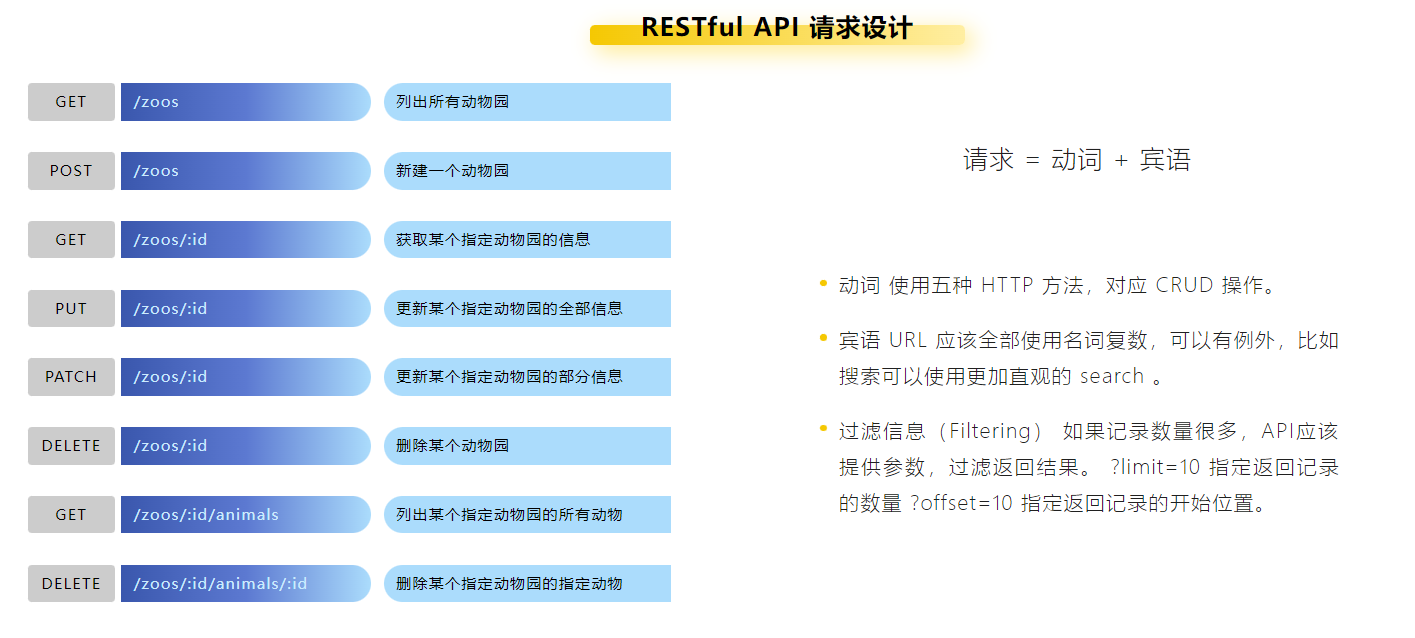 RESTful API 请求设计
GET /zoos 列出所有动物园
POST /zoos 新建一个动物园
GET /zoos/:id 获取某个指定动物园的信息
PUT /zoos/:id 更新某个指定动物园的全部信息
PATCH /zoos/:id 更新某个指定动物园的部分信息
DELETE /zoos/:id 删除某个动物园
GET /zoos/:id/animals 列出某个指定动物园的所有动物
DELETE /zoos/:id/animals/:id 删除某个指定动物园的指定动物
请求 = 动词 + 宾语
动词 使用五种 HTTP 方法，对应 CRUD 操作。
宾语 URL 应该全部使用名词复数，可以有例外，比如
搜索可以使用更加直观的 search 。
过滤信息（Filtering） 如果记录数量很多，API应该
提供参数，过滤返回结果。 ?limit=10 指定返回记录
的数量 ?offset=10 指定返回记录的开始位置。